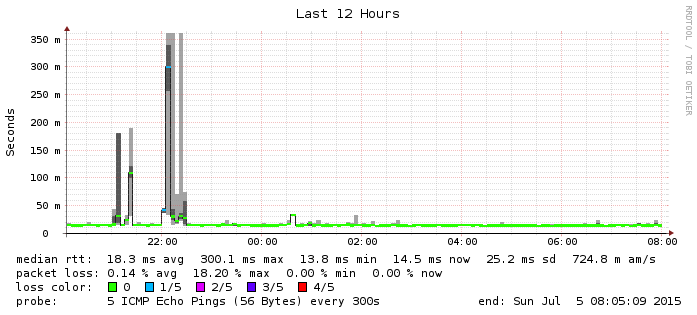 Last 12 Hours
RRDTOOL / TOBI OETIKER
Seconds
350 m
300 m
250 m
200 m
150 m
100 m
50 m
0
22:00 00:00 02:00 04:00 06:00 08:00
median rtt: 18.3 ms avg 300.1 ms max 13.8 ms min 14.5 ms now 25.2 ms sd 724.8 m am/s
packet loss: 0.14 % avg 18.20 % max 0.00 % min 0.00 % now
loss color: 0 1/5 2/5 3/5 4/5
probe: 5 ICMP Echo Pings (56 Bytes) every 300s end: Sun Jul 5 08:05:09 2015